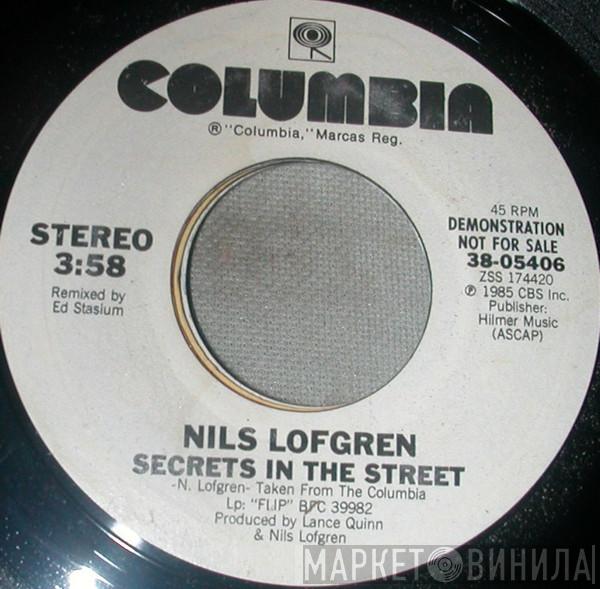 COLUMBIA
® "Columbia," Marcas Reg.
STEREO
3:58
Remixed by
Ed Stasium
45 RPM
DEMONSTRATION
NOT FOR SALE
38-05406
ZSS 174420
℗ 1985 CBS Inc.
Publisher:
Hilmer Music
(ASCAP)
NILS LOFGREN
SECRETS IN THE STREET
-N. Lofgren- Taken From The Columbia
Lp: "FLIP" BFC 39982
Produced by Lance Quinn
& Nils Lofgren
МАРКЕТ ВИНИЛА